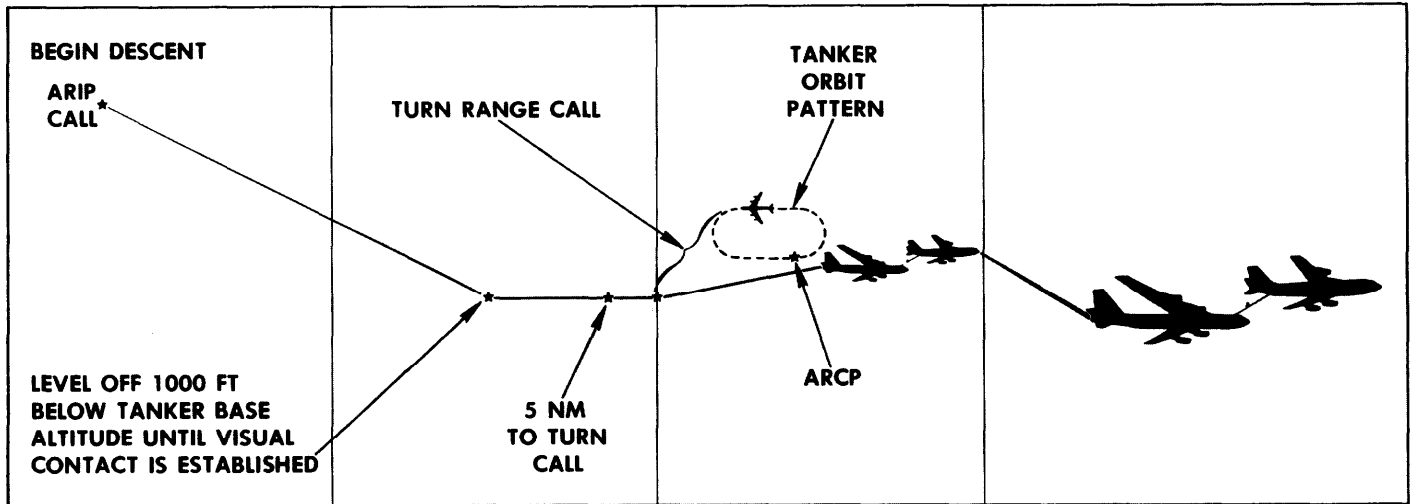 BEGIN DESCENT
ARIP
CALL
TURN RANGE CALL
TANKER
ORBIT
PATTERN
LEVEL OFF 1000 FT
BELOW TANKER BASE
ALTITUDE UNTIL VISUAL
CONTACT IS ESTABLISHED
5 NM
TO TURN
CALL
ARCP